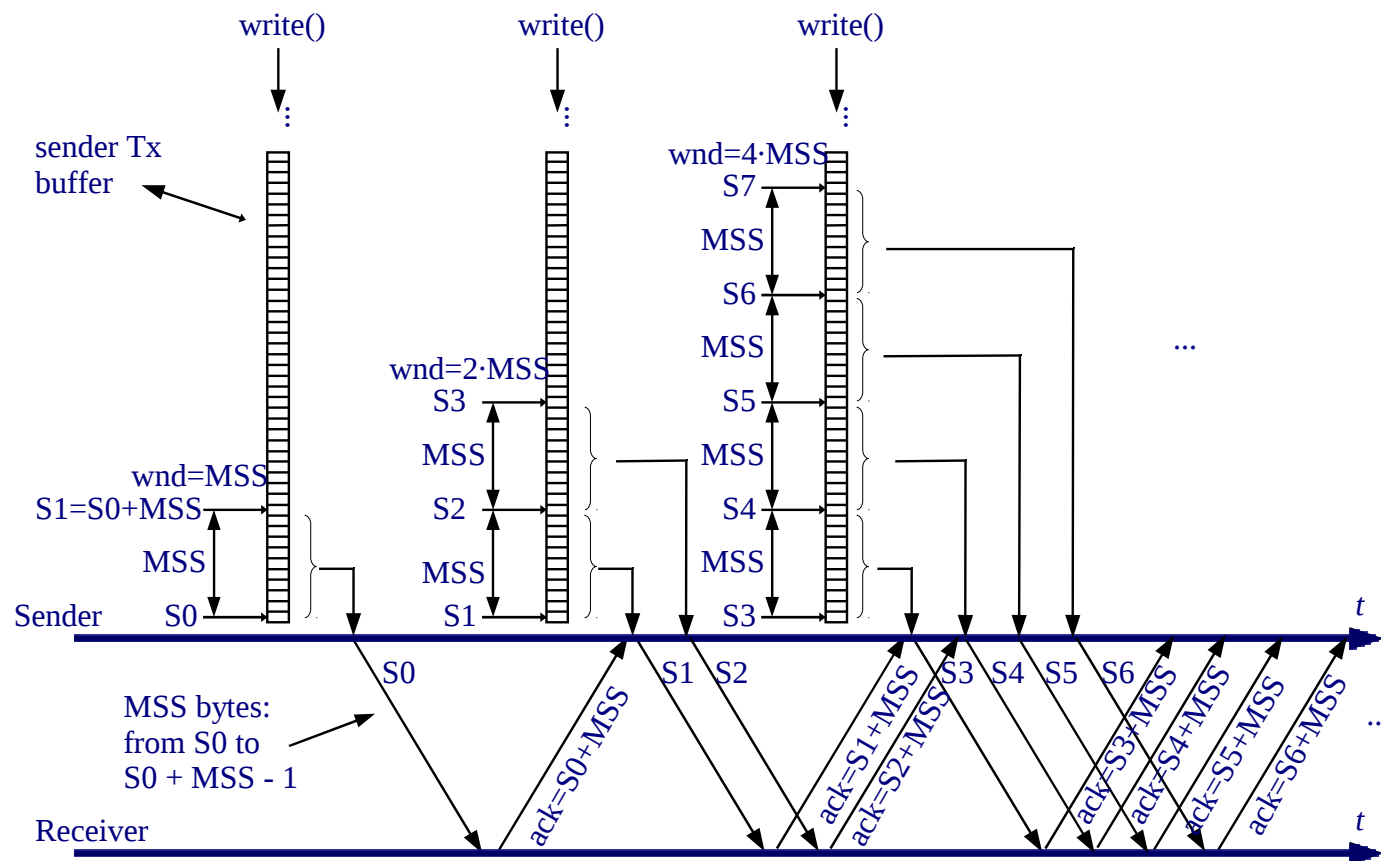 write()
write()
write()
...
...
...
sender Tx
buffer
wnd=MSS
S1=S0+MSS
MSS
S0
wnd=2·MSS
S3
MSS
S2
MSS
S1
wnd=4·MSS
S7
MSS
S6
MSS
S5
MSS
S4
MSS
S3
...
Sender
t
S0
S1
S2
S3
S4
S5
S6
MSS bytes:
from S0 to
S0 + MSS - 1
ack=S0+MSS
ack=S1+MSS
ack=S2+MSS
ack=S3+MSS
ack=S4+MSS
ack=S5+MSS
ack=S6+MSS
..
Receiver
t